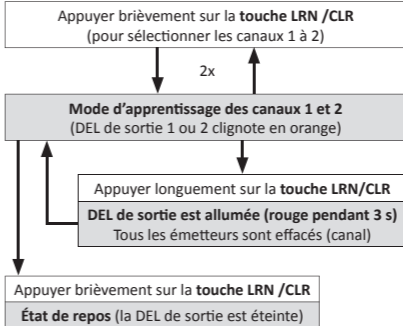 Appuyer brièvement sur la touche LRN /CLR
(pour sélectionner les canaux 1 à 2)
2x
Mode d'apprentissage des canaux 1 et 2
(DEL de sortie 1 ou 2 clignote en orange)
Appuyer longuement sur la touche LRN/CLR
DEL de sortie est allumée (rouge pendant 3 s)
Tous les émetteurs sont effacés (canal)
Appuyer brièvement sur la touche LRN /CLR
État de repos (la DEL de sortie est éteinte)